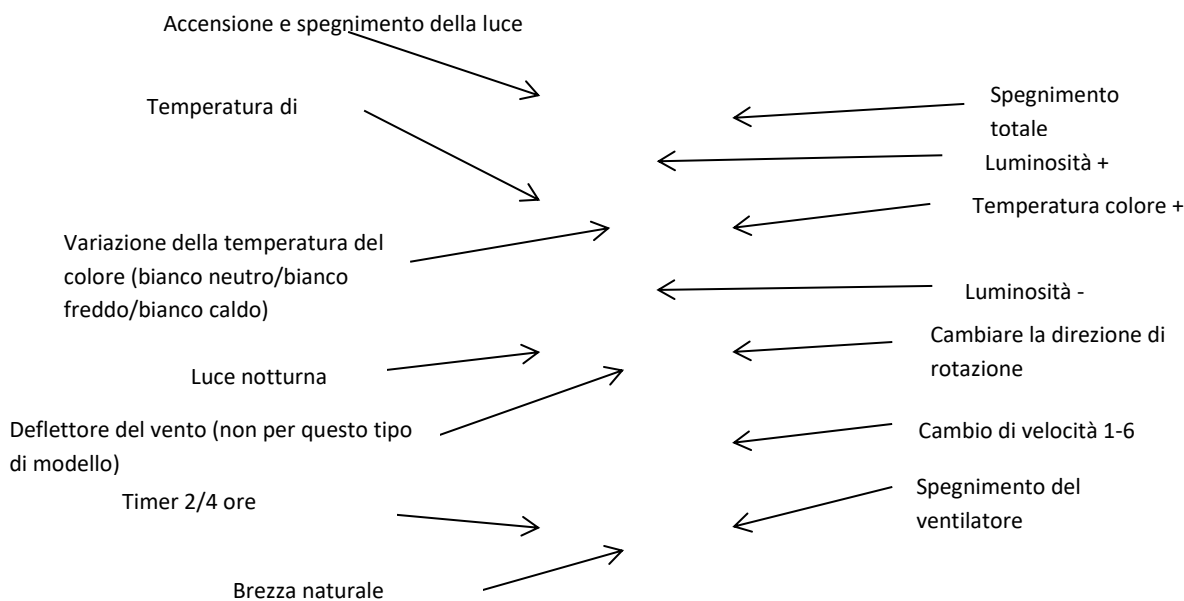 Accensione e spegnimento della luce
Temperatura di
Spegnimento
totale
Luminosità +
Temperatura colore +
Variazione della temperatura del
colore (bianco neutro/bianco
freddo/bianco caldo)
Luminosità -
Cambiare la direzione di
rotazione
Luce notturna
Deflettore del vento (non per questo tipo
di modello)
Cambio di velocità 1-6
Timer 2/4 ore
Spegnimento del
ventilatore
Brezza naturale